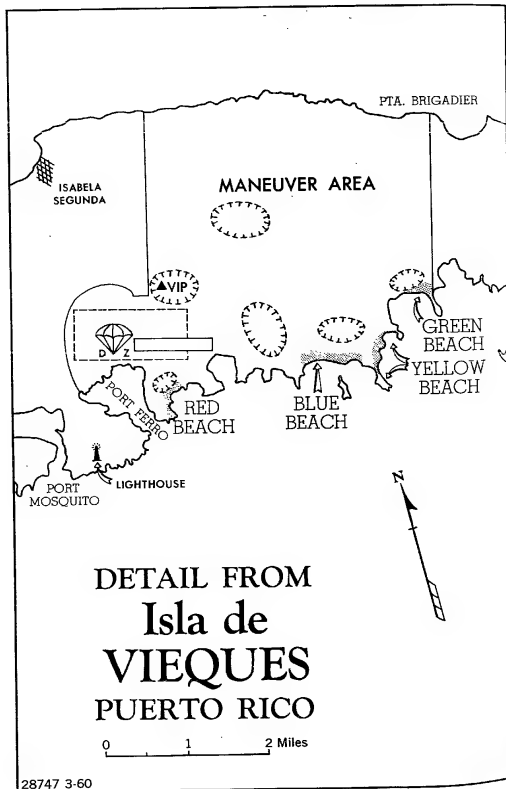 PTA. BRIGADIER
ISABELA
SEGUNDA
MANEUVER AREA
VIP
D Z
GREEN
BEACH
YELLOW
BEACH
BLUE
BEACH
RED
BEACH
PORT FERRO
LIGHTHOUSE
PORT
MOSQUITO
N
DETAIL FROM
Isla de
VIEQUES
PUERTO RICO
0 1 2 Miles
28747 3-60